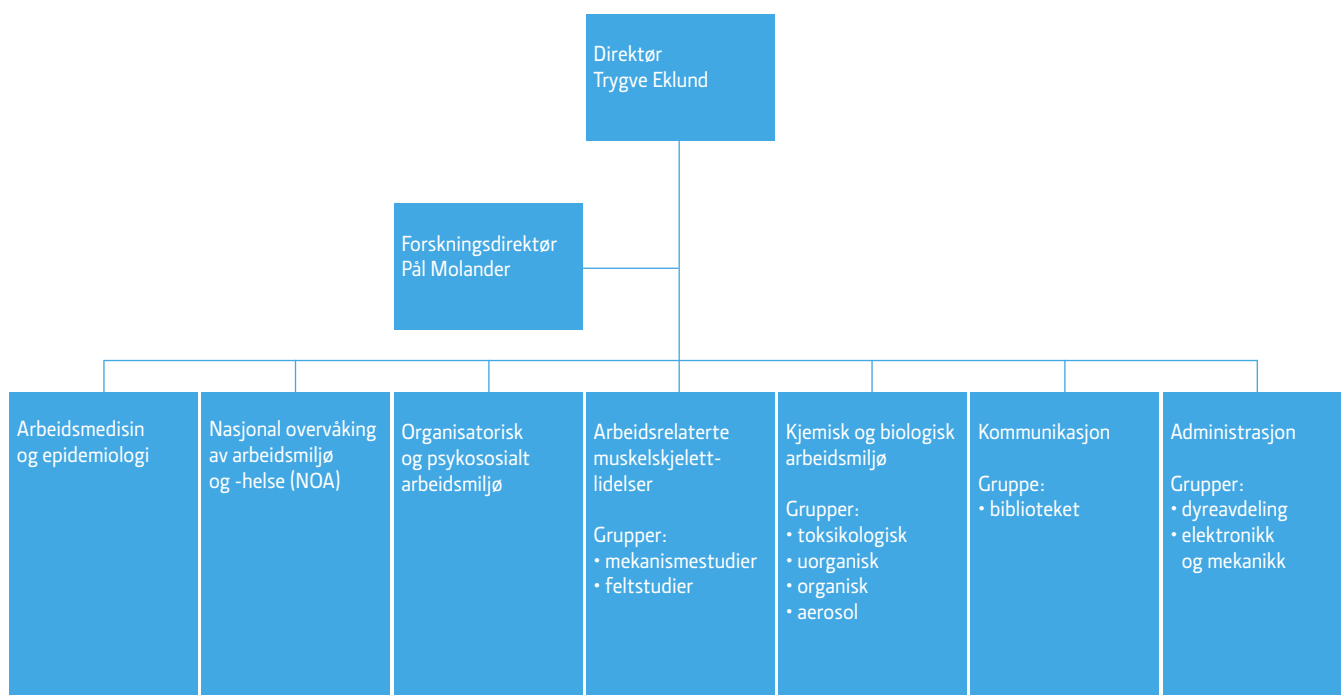 Direktør
Trygve Eklund
Forskningsdirektør
Pål Molander
Arbeidsmedisin
og epidemiologi
Nasjonal overvåking
av arbeidsmiljø
og -helse (NOA)
Organisatorisk
og psykososialt
arbeidsmiljø
Arbeidsrelaterte
muskelskjelett-
lidelser
Grupper:
• mekanismestudier
• feltstudier
Kjemisk og biologisk
arbeidsmiljø
Grupper:
• toksikologisk
• uorganisk
• organisk
• aerosol
Kommunikasjon
Gruppe:
• biblioteket
Administrasjon
Grupper:
• dyreavdeling
• elektronikk
og mekanikk